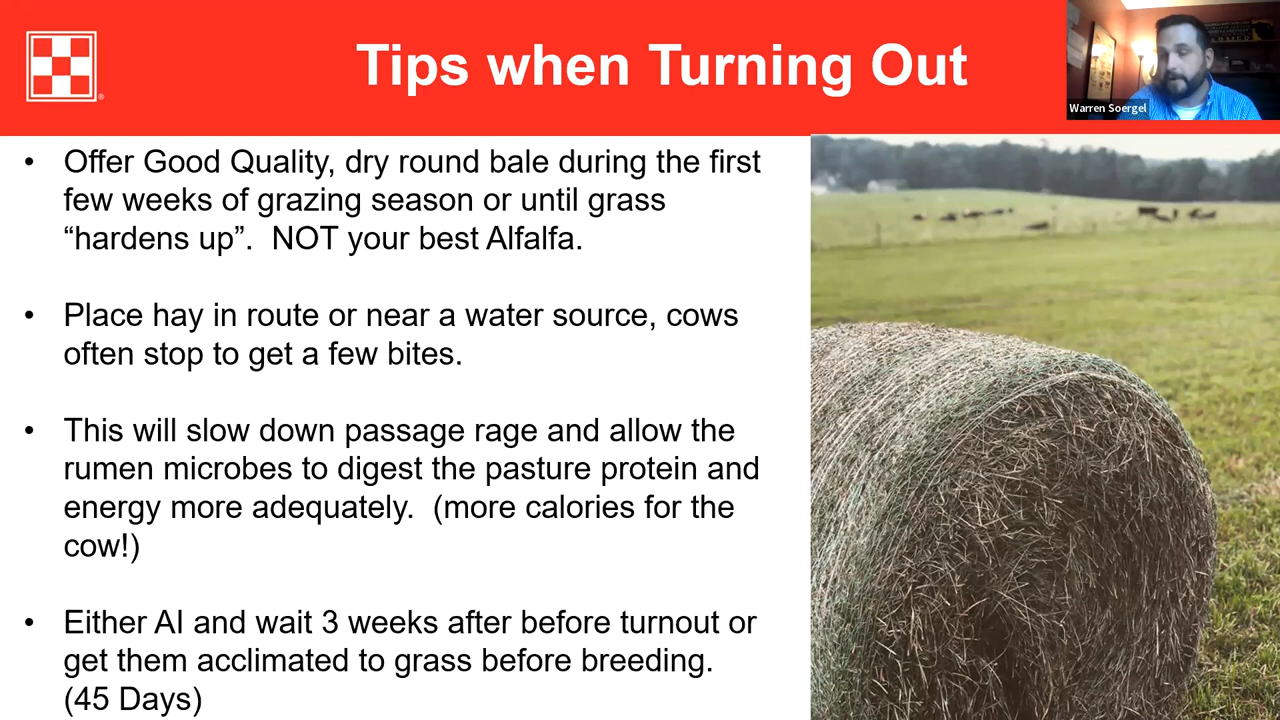 Tips when Turning Out
Warren Soergel
• Offer Good Quality, dry round bale during the first
few weeks of grazing season or until grass
“hardens up”.  NOT your best Alfalfa.
• Place hay in route or near a water source, cows
often stop to get a few bites.
• This will slow down passage rage and allow the
rumen microbes to digest the pasture protein and
energy more adequately.  (more calories for the
cow!)
• Either AI and wait 3 weeks after before turnout or
get them acclimated to grass before breeding.
(45 Days)